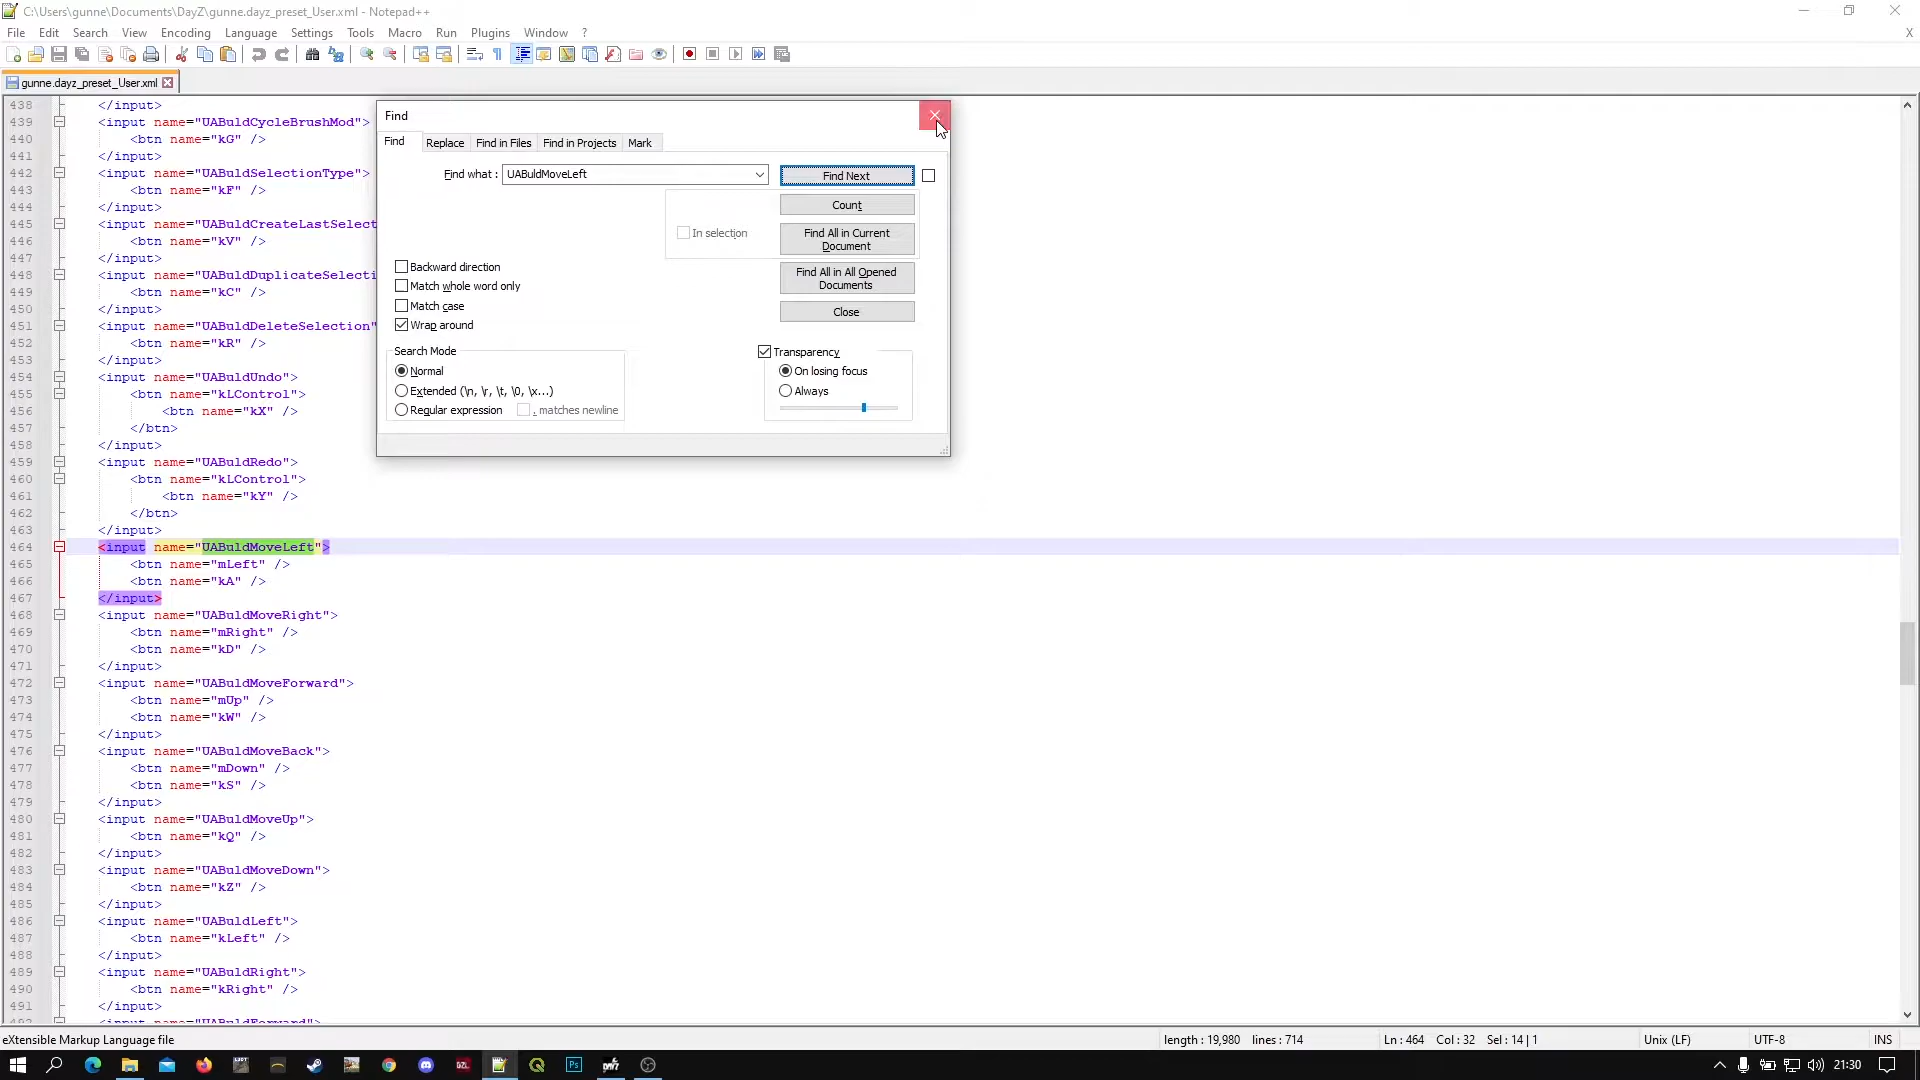 C:\Users\gunne\Documents\DayZ\gunne.dayz_preset_User.xml - Notepad++
File Edit Search View Encoding Language Settings Tools Macro Run Plugins Window ? X
gunne.dayz_preset_User.xml
438 </input>
439 <input name="UABuldCycleBrushMod">
440 <btn name="kG" />
441 </input>
442 <input name="UABuldSelectionType">
443 <btn name="kF" />
444 </input>
445 <input name="UABuldCreateLastSelect
446 <btn name="kV" />
447 </input>
448 <input name="UABuldDuplicateSelecti
449 <btn name="kC" />
450 </input>
451 <input name="UABuldDeleteSelection"
452 <btn name="kR" />
453 </input>
454 <input name="UABuldUndo">
455 <btn name="kLControl">
456 <btn name="kX" />
457 </btn>
458 </input>
459 <input name="UABuldRedo">
460 <btn name="kLControl">
461 <btn name="kY" />
462 </btn>
463 </input>
464 <input name="UABuldMoveLeft">
465 <btn name="mLeft" />
466 <btn name="kA" />
467 </input>
468 <input name="UABuldMoveRight">
469 <btn name="mRight" />
470 <btn name="kD" />
471 </input>
472 <input name="UABuldMoveForward">
473 <btn name="mUp" />
474 <btn name="kW" />
475 </input>
476 <input name="UABuldMoveBack">
477 <btn name="mDown" />
478 <btn name="kS" />
479 </input>
480 <input name="UABuldMoveUp">
481 <btn name="kQ" />
482 </input>
483 <input name="UABuldMoveDown">
484 <btn name="kZ" />
485 </input>
486 <input name="UABuldLeft">
487 <btn name="kLeft" />
488 </input>
489 <input name="UABuldRight">
490 <btn name="kRight" />
491 </input>
492 <input name="UABuldForward">
Find
Find Replace Find in Files Find in Projects Mark
Find what : UABuldMoveLeft Find Next
Count
In selection
Find All in Current
Document
Backward direction
Find All in All Opened
Documents
Match whole word only
Match case
Close
Wrap around
Search Mode
Transparency
Normal
On losing focus
Extended (\n, \r, \t, \0, \x...)
Always
Regular expression . matches newline
eXtensible Markup Language file length : 19,980 lines : 714 Ln : 464 Col : 32 Sel : 14 | 1 Unix (LF) UTF-8 INS
Ps
DZL
21:30